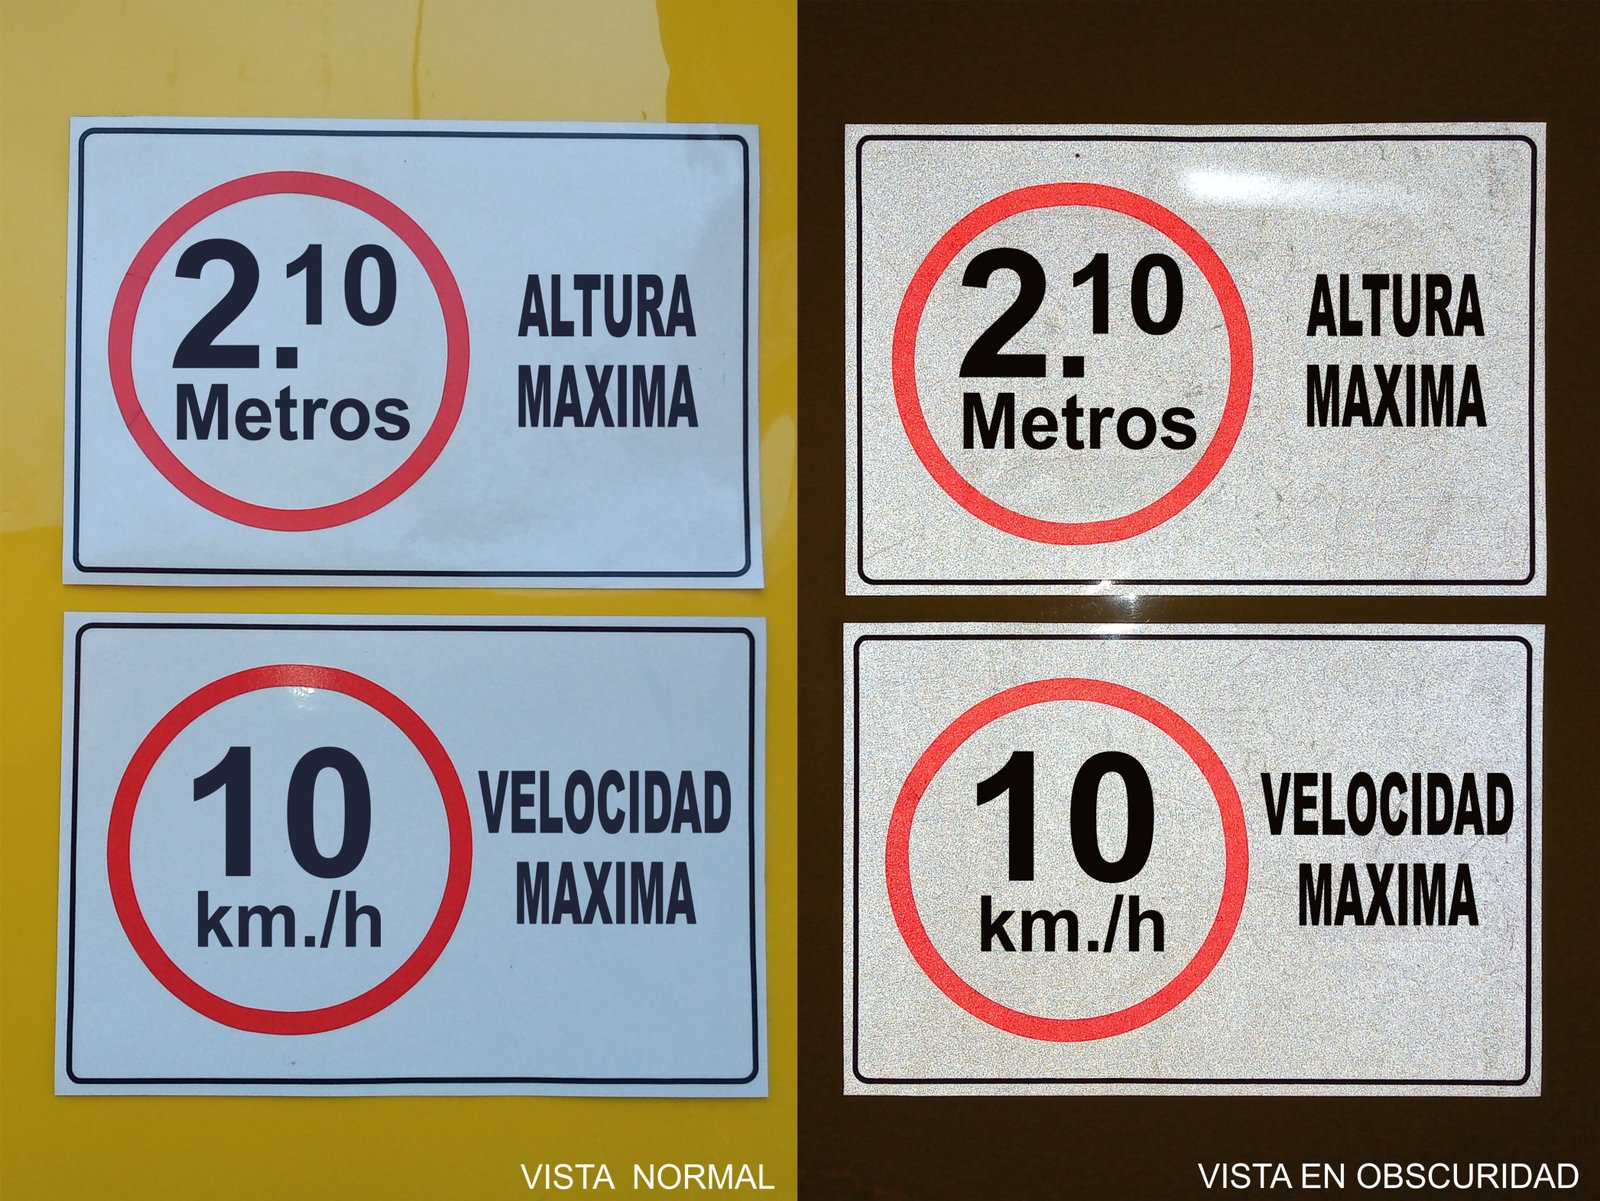 2.10
Metros
ALTURA
MAXIMA
10
km./h
VELOCIDAD
MAXIMA
VISTA NORMAL
2.10
Metros
ALTURA
MAXIMA
10
km./h
VELOCIDAD
MAXIMA
VISTA EN OBSCURIDAD